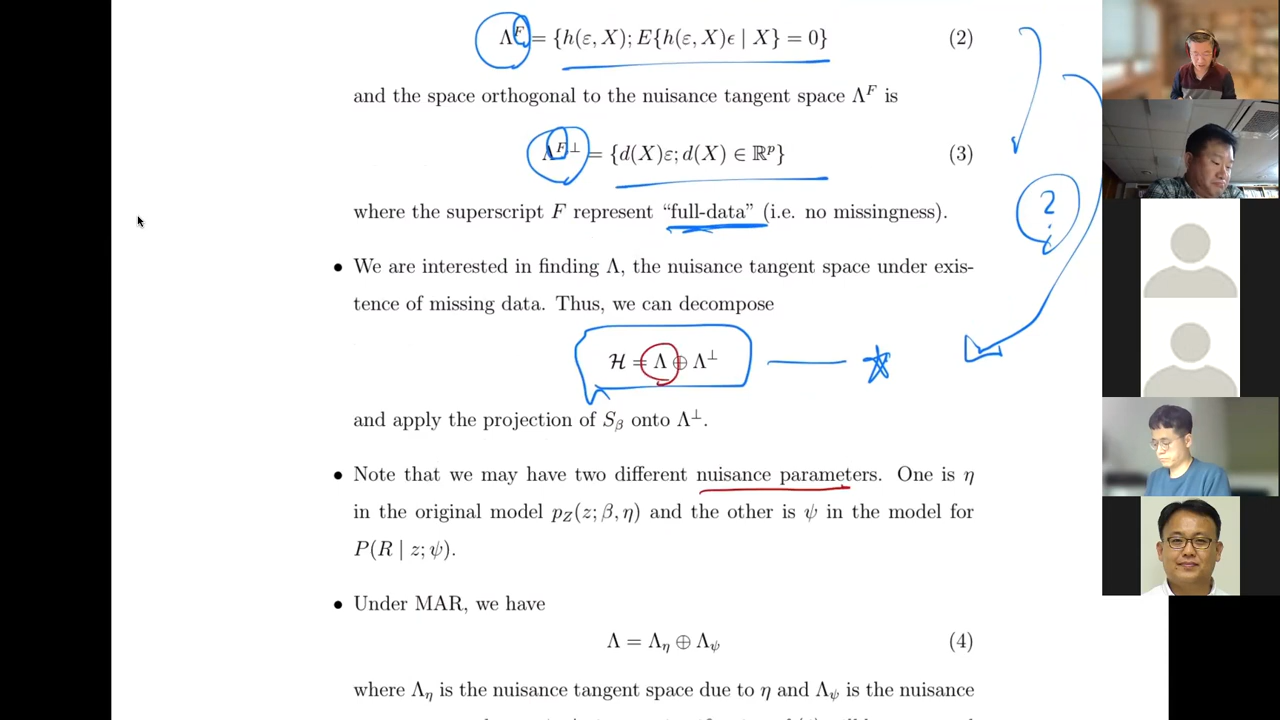 Λ^F = {h(ε, X); E{h(ε, X)ϵ | X} = 0} (2)
and the space orthogonal to the nuisance tangent space Λ^F is
Λ^{F⊥} = {d(X)ε; d(X) ∈ ℝ^p} (3)
where the superscript F represent “full-data” (i.e. no missingness).
?
• We are interested in finding Λ, the nuisance tangent space under exis-
tence of missing data. Thus, we can decompose
ℋ = Λ ⊕ Λ^⊥
and apply the projection of S_β onto Λ^⊥.
• Note that we may have two different nuisance parameters. One is η
in the original model p_Z(z; β, η) and the other is ψ in the model for
P(R | z; ψ).
• Under MAR, we have
Λ = Λ_η ⊕ Λ_ψ (4)
where Λ_η is the nuisance tangent space due to η and Λ_ψ is the nuisance